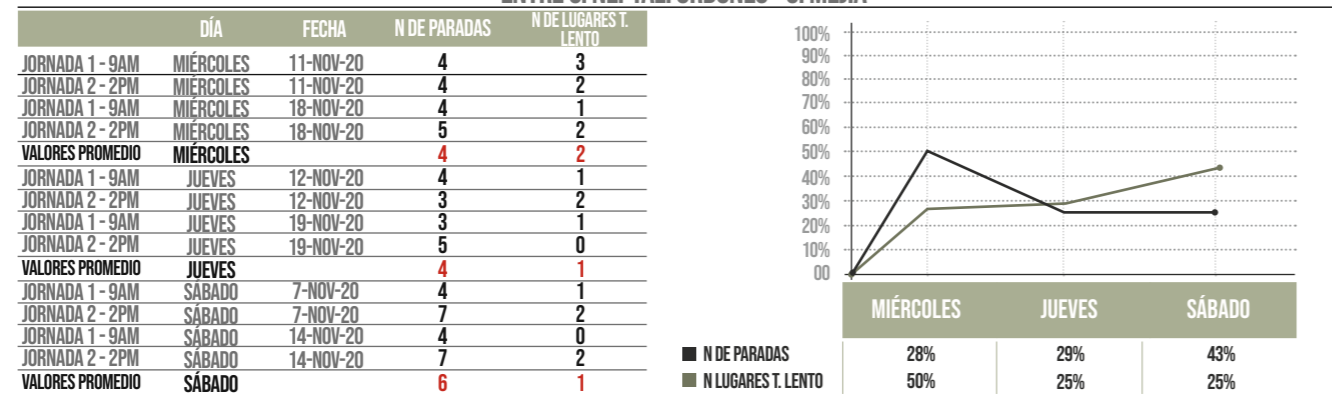 ENTRE C. NEPTALÍ ORDONES - C. MEJÍA
DÍA FECHA N DE PARADAS N DE LUGARES T. LENTO
JORNADA 1 - 9AM MIÉRCOLES 11-NOV-20 4 3
JORNADA 2 - 2PM MIÉRCOLES 11-NOV-20 4 2
JORNADA 1 - 9AM MIÉRCOLES 18-NOV-20 4 1
JORNADA 2 - 2PM MIÉRCOLES 18-NOV-20 5 2
VALORES PROMEDIO MIÉRCOLES 4 2
JORNADA 1 - 9AM JUEVES 12-NOV-20 4 1
JORNADA 2 - 2PM JUEVES 12-NOV-20 3 2
JORNADA 1 - 9AM JUEVES 19-NOV-20 3 1
JORNADA 2 - 2PM JUEVES 19-NOV-20 5 0
VALORES PROMEDIO JUEVES 4 1
JORNADA 1 - 9AM SÁBADO 7-NOV-20 4 1
JORNADA 2 - 2PM SÁBADO 7-NOV-20 7 2
JORNADA 1 - 9AM SÁBADO 14-NOV-20 4 0
JORNADA 2 - 2PM SÁBADO 14-NOV-20 7 2
VALORES PROMEDIO SÁBADO 6 1
100%
90%
80%
70%
60%
50%
40%
30%
20%
10%
00
MIÉRCOLES JUEVES SÁBADO
N DE PARADAS 28% 29% 43%
N LUGARES T. LENTO 50% 25% 25%